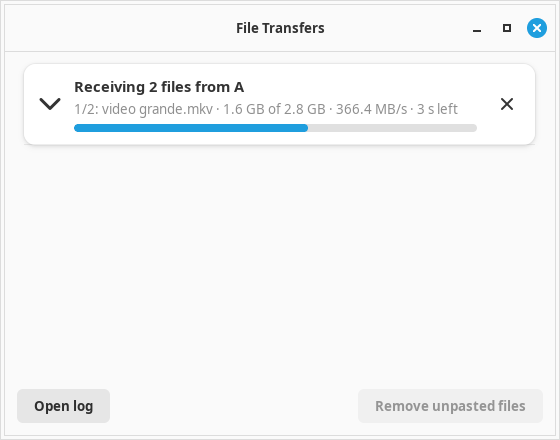 File Transfers
Receiving 2 files from A
1/2: video grande.mkv · 1.6 GB of 2.8 GB · 366.4 MB/s · 3 s left
Open log
Remove unpasted files